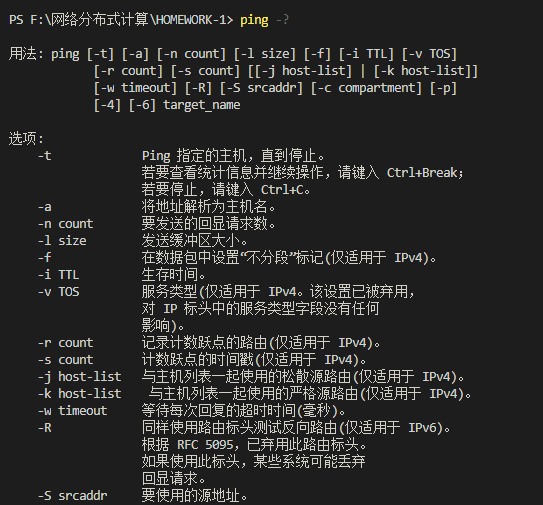 PS F:\网络分布式计算\HOMEWORK-1> ping -?
用法: ping [-t] [-a] [-n count] [-l size] [-f] [-i TTL] [-v TOS]
[-r count] [-s count] [[-j host-list] | [-k host-list]]
[-w timeout] [-R] [-S srcaddr] [-c compartment] [-p]
[-4] [-6] target_name
选项:
-t Ping 指定的主机，直到停止。
若要查看统计信息并继续操作，请键入 Ctrl+Break；
若要停止，请键入 Ctrl+C。
-a 将地址解析为主机名。
-n count 要发送的回显请求数。
-l size 发送缓冲区大小。
-f 在数据包中设置“不分段”标记(仅适用于 IPv4)。
-i TTL 生存时间。
-v TOS 服务类型(仅适用于 IPv4。该设置已被弃用，
对 IP 标头中的服务类型字段没有任何
影响)。
-r count 记录计数跃点的路由(仅适用于 IPv4)。
-s count 计数跃点的时间戳(仅适用于 IPv4)。
-j host-list 与主机列表一起使用的松散源路由(仅适用于 IPv4)。
-k host-list 与主机列表一起使用的严格源路由(仅适用于 IPv4)。
-w timeout 等待每次回复的超时时间(毫秒)。
-R 同样使用路由标头测试反向路由(仅适用于 IPv6)。
根据 RFC 5095，已弃用此路由标头。
如果使用此标头，某些系统可能丢弃
回显请求。
-S srcaddr 要使用的源地址。